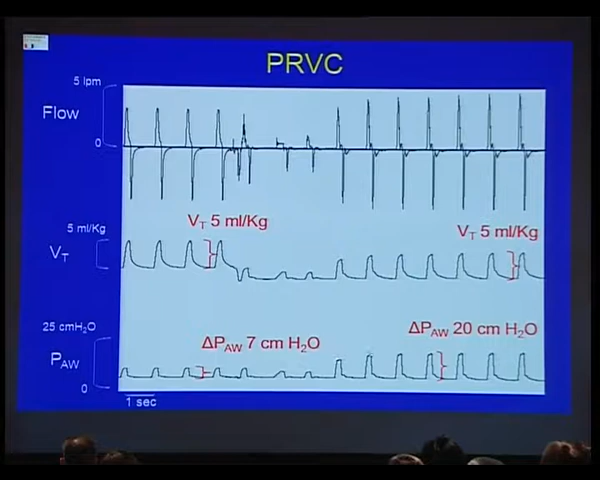 PRVC
5 lpm
Flow
0
V_T 5 ml/Kg
V_T 5 ml/Kg
5 ml/Kg
V_T
25 cmH₂O
ΔP_AW 7 cm H₂O
ΔP_AW 20 cm H₂O
P_AW
0
1 sec